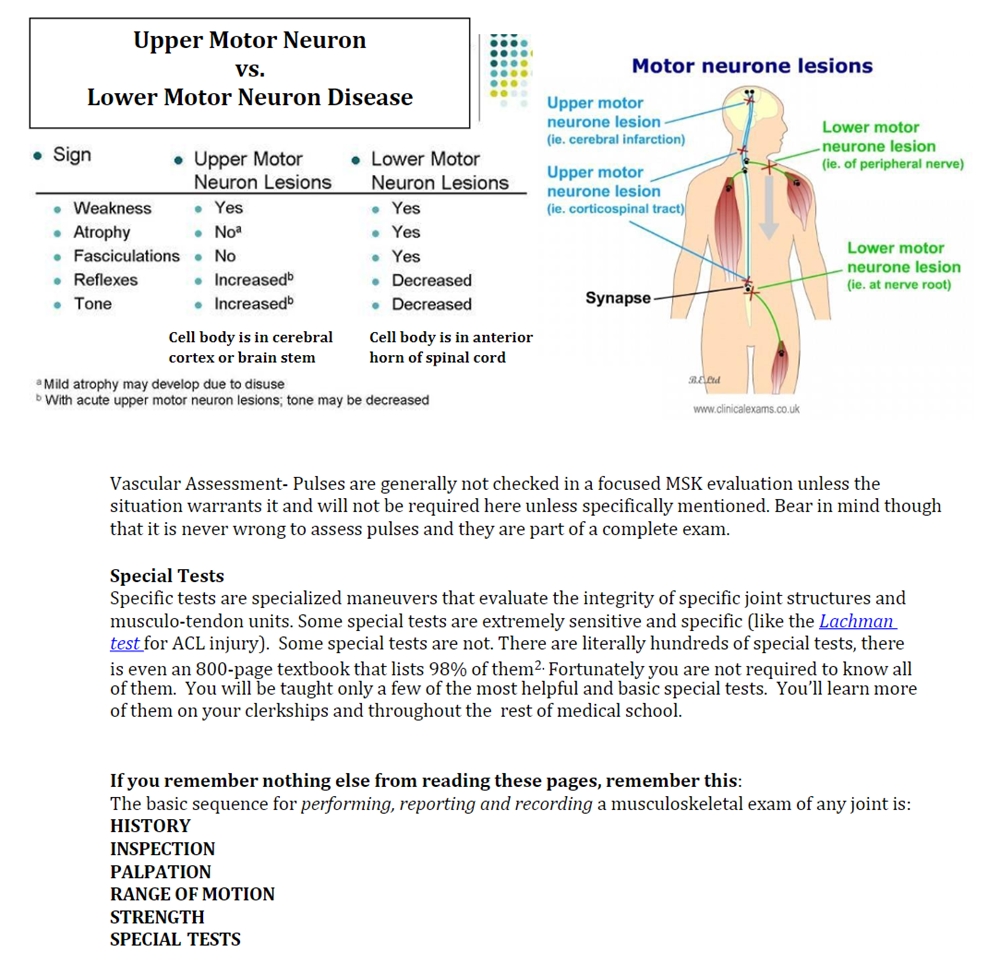 Upper Motor Neuron
vs.
Lower Motor Neuron Disease
Sign
Upper Motor
Neuron Lesions
Lower Motor
Neuron Lesions
Weakness Yes Yes
Atrophy Noᵃ Yes
Fasciculations No Yes
Reflexes Increasedᵇ Decreased
Tone Increasedᵇ Decreased
Cell body is in cerebral
cortex or brain stem
Cell body is in anterior
horn of spinal cord
ᵃ Mild atrophy may develop due to disuse
ᵇ With acute upper motor neuron lesions; tone may be decreased
Motor neurone lesions
Upper motor
neurone lesion
(ie. cerebral infarction)
Upper motor
neurone lesion
(ie. corticospinal tract)
Lower motor
neurone lesion
(ie. of peripheral nerve)
Lower motor
neurone lesion
(ie. at nerve root)
Synapse
B.E.Ltd
www.clinicalexams.co.uk
Vascular Assessment- Pulses are generally not checked in a focused MSK evaluation unless the
situation warrants it and will not be required here unless specifically mentioned. Bear in mind though
that it is never wrong to assess pulses and they are part of a complete exam.
Special Tests
Specific tests are specialized maneuvers that evaluate the integrity of specific joint structures and
musculo-tendon units. Some special tests are extremely sensitive and specific (like the Lachman
test for ACL injury). Some special tests are not. There are literally hundreds of special tests, there
is even an 800-page textbook that lists 98% of them². Fortunately you are not required to know all
of them. You will be taught only a few of the most helpful and basic special tests. You'll learn more
of them on your clerkships and throughout the rest of medical school.
If you remember nothing else from reading these pages, remember this:
The basic sequence for performing, reporting and recording a musculoskeletal exam of any joint is:
HISTORY
INSPECTION
PALPATION
RANGE OF MOTION
STRENGTH
SPECIAL TESTS